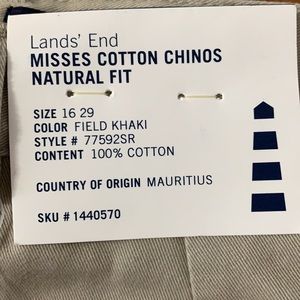 Lands' End
MISSES COTTON CHINOS
NATURAL FIT
SIZE 16 29
COLOR FIELD KHAKI
STYLE # 77592SR
CONTENT 100% COTTON
COUNTRY OF ORIGIN MAURITIUS
SKU # 1440570